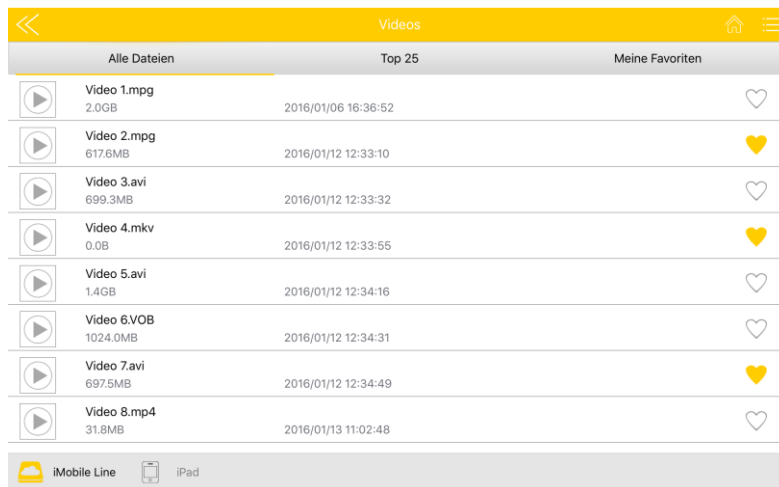 Videos
Alle Dateien Top 25 Meine Favoriten
Video 1.mpg
2.0GB 2016/01/06 16:36:52
Video 2.mpg
617.6MB 2016/01/12 12:33:10
Video 3.avi
699.3MB 2016/01/12 12:33:32
Video 4.mkv
0.0B 2016/01/12 12:33:55
Video 5.avi
1.4GB 2016/01/12 12:34:16
Video 6.VOB
1024.0MB 2016/01/12 12:34:31
Video 7.avi
697.5MB 2016/01/12 12:34:49
Video 8.mp4
31.8MB 2016/01/13 11:02:48
iMobile Line iPad